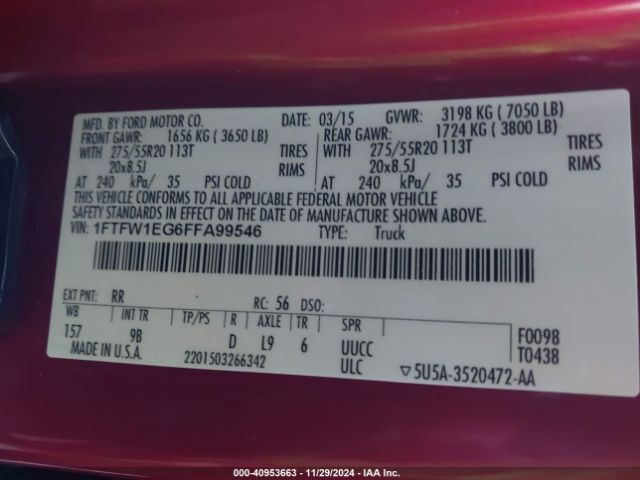 MFD. BY FORD MOTOR CO. DATE: 03/15 GVWR: 3198 KG ( 7050 LB)
FRONT GAWR: 1656 KG ( 3650 LB) REAR GAWR: 1724 KG ( 3800 LB)
WITH 275/55R20 113T TIRES WITH 275/55R20 113T TIRES
20x8.5J RIMS 20x8.5J RIMS
AT 240 kPa/ 35 PSI COLD AT 240 kPa/ 35 PSI COLD
THIS VEHICLE CONFORMS TO ALL APPLICABLE FEDERAL MOTOR VEHICLE
SAFETY STANDARDS IN EFFECT ON THE DATE OF MANUFACTURE SHOWN ABOVE.
VIN: 1FTFW1EG6FFA99546 TYPE: Truck
EXT PNT: RR RC: 56 DSO:
WB INT TR TP/PS R AXLE TR SPR
157 9B D L9 6 UUCC F0098
MADE IN U.S.A. 2201503266342 ULC T0438
▽5U5A-3520472-AA
000-40953663 - 11/29/2024 - IAA Inc.